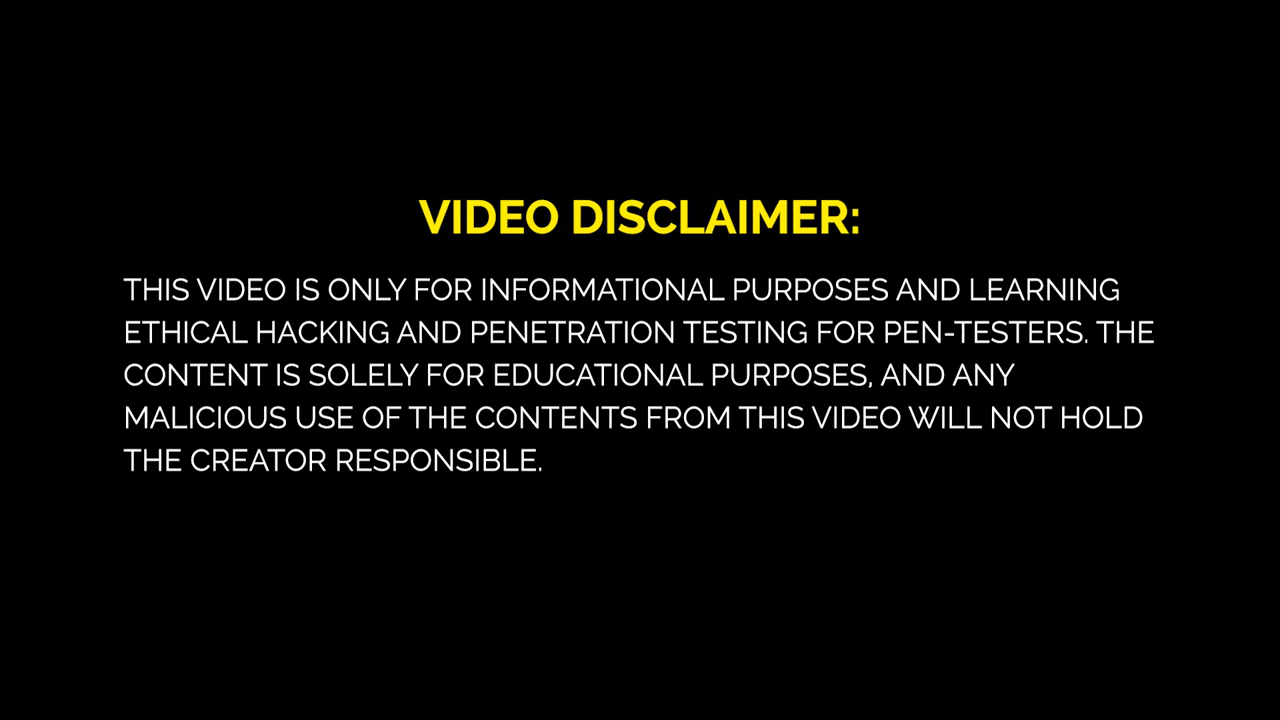 VIDEO DISCLAIMER:
THIS VIDEO IS ONLY FOR INFORMATIONAL PURPOSES AND LEARNING
ETHICAL HACKING AND PENETRATION TESTING FOR PEN-TESTERS. THE
CONTENT IS SOLELY FOR EDUCATIONAL PURPOSES, AND ANY
MALICIOUS USE OF THE CONTENTS FROM THIS VIDEO WILL NOT HOLD
THE CREATOR RESPONSIBLE.